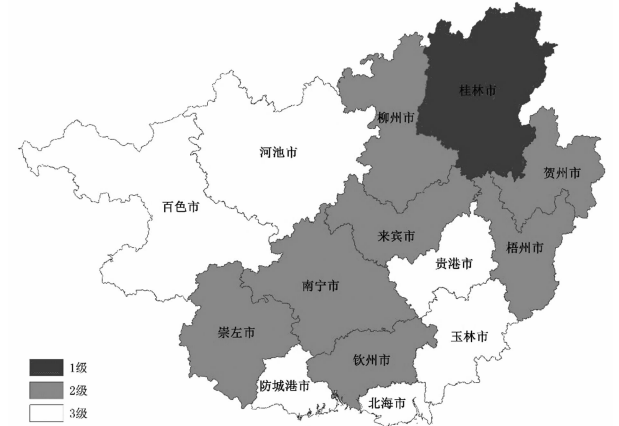 桂林市
柳州市
河池市
贺州市
百色市
来宾市
梧州市
贵港市
南宁市
崇左市
玉林市
钦州市
防城港市
北海市
1级
2级
3级